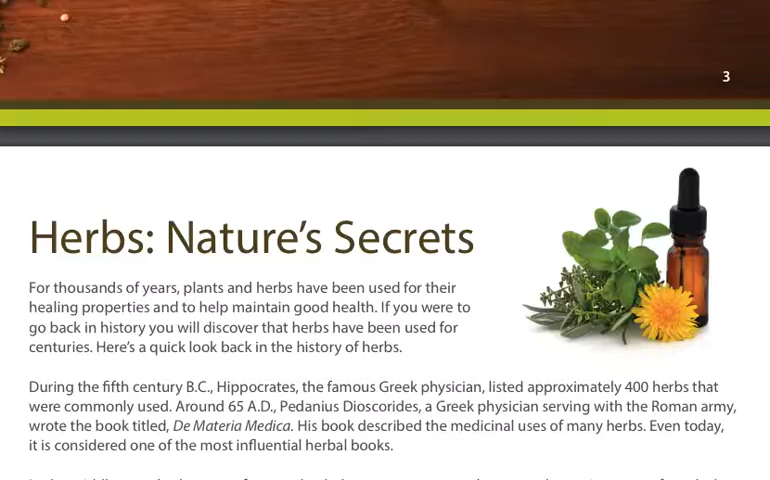 3
Herbs: Nature's Secrets
For thousands of years, plants and herbs have been used for their
healing properties and to help maintain good health. If you were to
go back in history you will discover that herbs have been used for
centuries. Here's a quick look back in the history of herbs.
During the fifth century B.C., Hippocrates, the famous Greek physician, listed approximately 400 herbs that
were commonly used. Around 65 A.D., Pedanius Dioscorides, a Greek physician serving with the Roman army,
wrote the book titled, De Materia Medica. His book described the medicinal uses of many herbs. Even today,
it is considered one of the most influential herbal books.